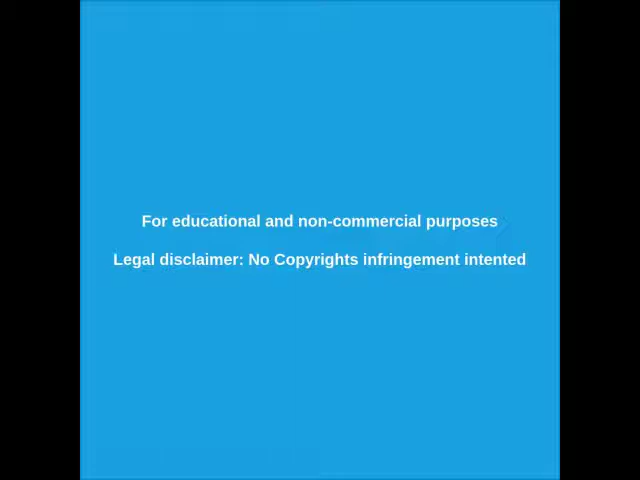 For educational and non-commercial purposes
Legal disclaimer: No Copyrights infringement intented